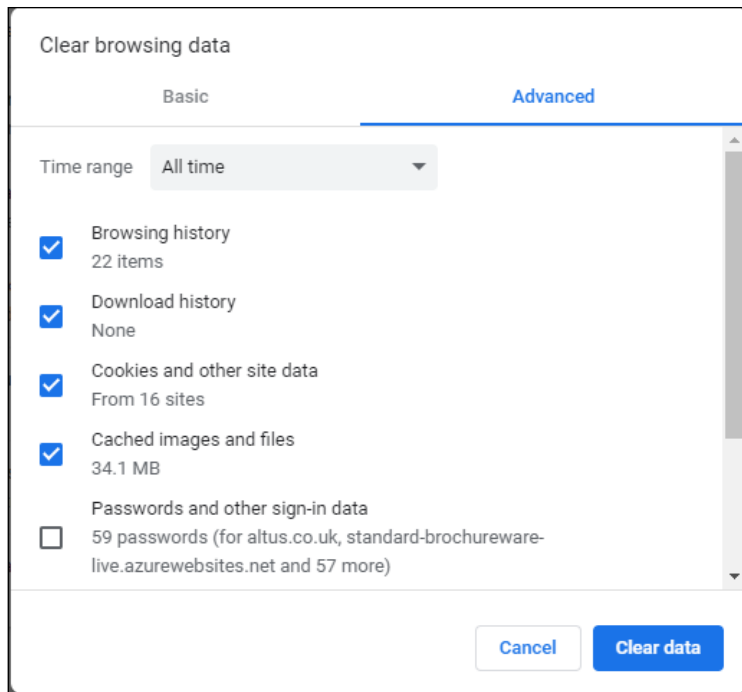 Clear browsing data
Basic
Advanced
Time range
All time
Browsing history
22 items
Download history
None
Cookies and other site data
From 16 sites
Cached images and files
34.1 MB
Passwords and other sign-in data
59 passwords (for altus.co.uk, standard-brochureware-
live.azurewebsites.net and 57 more)
Cancel
Clear data